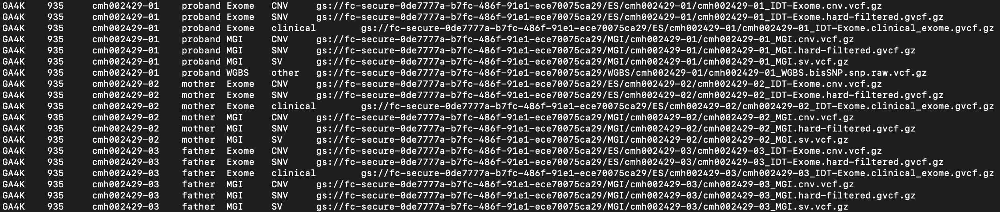 GA4K 935 cmh002429-01 proband Exome CNV gs://fc-secure-0de7777a-b7fc-486f-91e1-ece70075ca29/ES/cmh002429-01/cmh002429-01_IDT-Exome.cnv.vcf.gz
GA4K 935 cmh002429-01 proband Exome SNV gs://fc-secure-0de7777a-b7fc-486f-91e1-ece70075ca29/ES/cmh002429-01/cmh002429-01_IDT-Exome.hard-filtered.gvcf.gz
GA4K 935 cmh002429-01 proband Exome clinical gs://fc-secure-0de7777a-b7fc-486f-91e1-ece70075ca29/ES/cmh002429-01/cmh002429-01_IDT-Exome.clinical_exome.gvcf.gz
GA4K 935 cmh002429-01 proband MGI CNV gs://fc-secure-0de7777a-b7fc-486f-91e1-ece70075ca29/MGI/cmh002429-01/cmh002429-01_MGI.cnv.vcf.gz
GA4K 935 cmh002429-01 proband MGI SNV gs://fc-secure-0de7777a-b7fc-486f-91e1-ece70075ca29/MGI/cmh002429-01/cmh002429-01_MGI.hard-filtered.gvcf.gz
GA4K 935 cmh002429-01 proband MGI SV gs://fc-secure-0de7777a-b7fc-486f-91e1-ece70075ca29/MGI/cmh002429-01/cmh002429-01_MGI.sv.vcf.gz
GA4K 935 cmh002429-01 proband WGBS other gs://fc-secure-0de7777a-b7fc-486f-91e1-ece70075ca29/WGBS/cmh002429-01/cmh002429-01_WGBS.bisSNP.snp.raw.vcf.gz
GA4K 935 cmh002429-02 mother Exome CNV gs://fc-secure-0de7777a-b7fc-486f-91e1-ece70075ca29/ES/cmh002429-02/cmh002429-02_IDT-Exome.cnv.vcf.gz
GA4K 935 cmh002429-02 mother Exome SNV gs://fc-secure-0de7777a-b7fc-486f-91e1-ece70075ca29/ES/cmh002429-02/cmh002429-02_IDT-Exome.hard-filtered.gvcf.gz
GA4K 935 cmh002429-02 mother Exome clinical gs://fc-secure-0de7777a-b7fc-486f-91e1-ece70075ca29/ES/cmh002429-02/cmh002429-02_IDT-Exome.clinical_exome.gvcf.gz
GA4K 935 cmh002429-02 mother MGI CNV gs://fc-secure-0de7777a-b7fc-486f-91e1-ece70075ca29/MGI/cmh002429-02/cmh002429-02_MGI.cnv.vcf.gz
GA4K 935 cmh002429-02 mother MGI SNV gs://fc-secure-0de7777a-b7fc-486f-91e1-ece70075ca29/MGI/cmh002429-02/cmh002429-02_MGI.hard-filtered.gvcf.gz
GA4K 935 cmh002429-02 mother MGI SV gs://fc-secure-0de7777a-b7fc-486f-91e1-ece70075ca29/MGI/cmh002429-02/cmh002429-02_MGI.sv.vcf.gz
GA4K 935 cmh002429-03 father Exome CNV gs://fc-secure-0de7777a-b7fc-486f-91e1-ece70075ca29/ES/cmh002429-03/cmh002429-03_IDT-Exome.cnv.vcf.gz
GA4K 935 cmh002429-03 father Exome SNV gs://fc-secure-0de7777a-b7fc-486f-91e1-ece70075ca29/ES/cmh002429-03/cmh002429-03_IDT-Exome.hard-filtered.gvcf.gz
GA4K 935 cmh002429-03 father Exome clinical gs://fc-secure-0de7777a-b7fc-486f-91e1-ece70075ca29/ES/cmh002429-03/cmh002429-03_IDT-Exome.clinical_exome.gvcf.gz
GA4K 935 cmh002429-03 father MGI CNV gs://fc-secure-0de7777a-b7fc-486f-91e1-ece70075ca29/MGI/cmh002429-03/cmh002429-03_MGI.cnv.vcf.gz
GA4K 935 cmh002429-03 father MGI SNV gs://fc-secure-0de7777a-b7fc-486f-91e1-ece70075ca29/MGI/cmh002429-03/cmh002429-03_MGI.hard-filtered.gvcf.gz
GA4K 935 cmh002429-03 father MGI SV gs://fc-secure-0de7777a-b7fc-486f-91e1-ece70075ca29/MGI/cmh002429-03/cmh002429-03_MGI.sv.vcf.gz